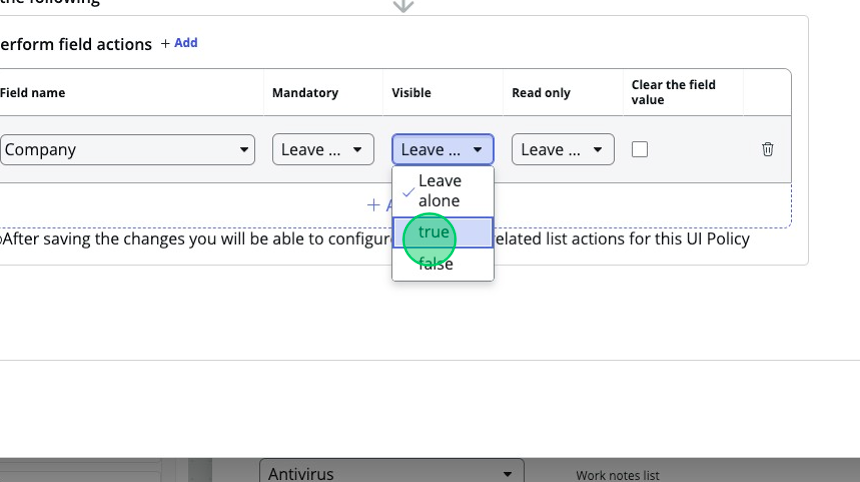 the following
erform field actions + Add
Field name Mandatory Visible Read only Clear the field value
Company Leave ... Leave ... Leave ...
Leave alone
+ A
true
After saving the changes you will be able to configur elated list actions for this UI Policy
false
Antivirus Work notes list